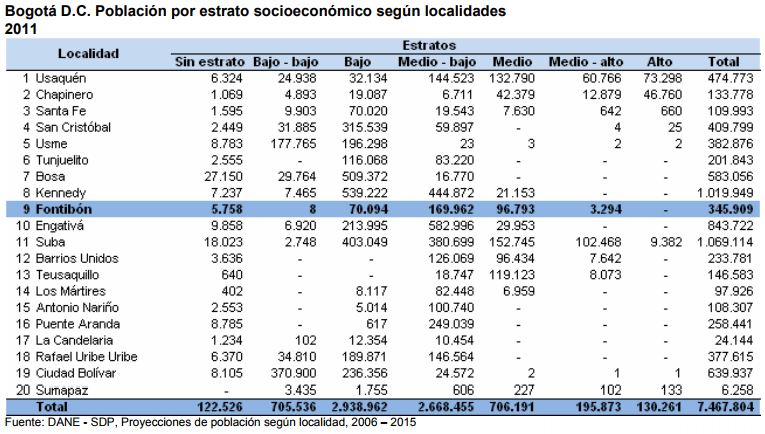 Bogotá D.C. Población por estrato socioeconómico según localidades
2011
Localidad Estratos
Sin estrato Bajo - bajo Bajo Medio - bajo Medio Medio - alto Alto Total
1 Usaquén 6.324 24.938 32.134 144.523 132.790 60.766 73.298 474.773
2 Chapinero 1.069 4.893 19.087 6.711 42.379 12.879 46.760 133.778
3 Santa Fe 1.595 9.903 70.020 19.543 7.630 642 660 109.993
4 San Cristóbal 2.449 31.885 315.539 59.897 - 4 25 409.799
5 Usme 8.783 177.765 196.298 23 3 2 2 382.876
6 Tunjuelito 2.555 - 116.068 83.220 - - - 201.843
7 Bosa 27.150 29.764 509.372 16.770 - - - 583.056
8 Kennedy 7.237 7.465 539.222 444.872 21.153 - - 1.019.949
9 Fontibón 5.758 8 70.094 169.962 96.793 3.294 - 345.909
10 Engativá 9.858 6.920 213.995 582.996 29.953 - - 843.722
11 Suba 18.023 2.748 403.049 380.699 152.745 102.468 9.382 1.069.114
12 Barrios Unidos 3.636 - - 126.069 96.434 7.642 - 233.781
13 Teusaquillo 640 - - 18.747 119.123 8.073 - 146.583
14 Los Mártires 402 - 8.117 82.448 6.959 - - 97.926
15 Antonio Nariño 2.553 - 5.014 100.740 - - - 108.307
16 Puente Aranda 8.785 - 617 249.039 - - - 258.441
17 La Candelaria 1.234 102 12.354 10.454 - - - 24.144
18 Rafael Uribe Uribe 6.370 34.810 189.871 146.564 - - - 377.615
19 Ciudad Bolívar 8.105 370.900 236.356 24.572 2 1 1 639.937
20 Sumapaz - 3.435 1.755 606 227 102 133 6.258
Total 122.526 705.536 2.938.962 2.668.455 706.191 195.873 130.261 7.467.804
Fuente: DANE - SDP, Proyecciones de población según localidad, 2006 – 2015